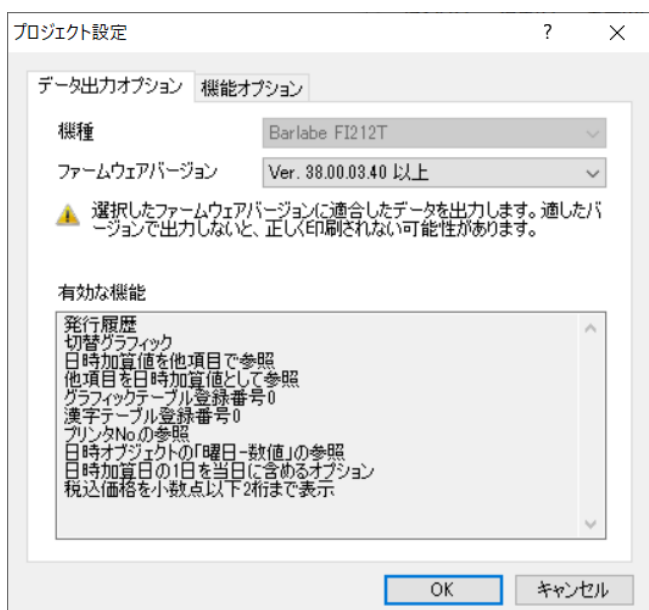 プロジェクト設定
データ出力オプション 機能オプション
機種 Barlabe FI212T
ファームウェアバージョン Ver. 38.00.03.40 以上
選択したファームウェアバージョンに適合したデータを出力します。適したバ
ージョンで出力しないと、正しく印刷されない可能性があります。
有効な機能
発行履歴
切替グラフィック
日時加算値を他項目で参照
他項目を日時加算値として参照
グラフィックテーブル登録番号0
漢字テーブル登録番号0
プリンタNo.の参照
日時オブジェクトの「曜日-数値」の参照
日時加算日の1日を当日に含めるオプション
税込価格を小数点以下2桁まで表示
OK キャンセル